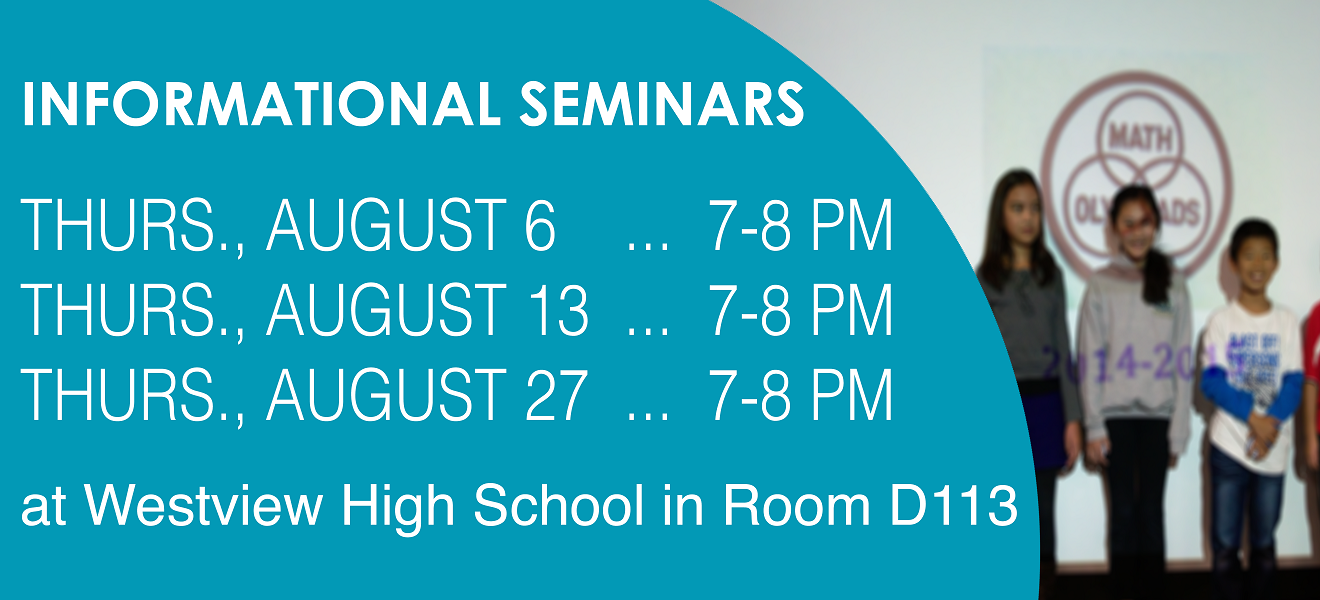 INFORMATIONAL SEMINARS
THURS., AUGUST 6 ... 7-8 PM
THURS., AUGUST 13 ... 7-8 PM
THURS., AUGUST 27 ... 7-8 PM
at Westview High School in Room D113
MATH